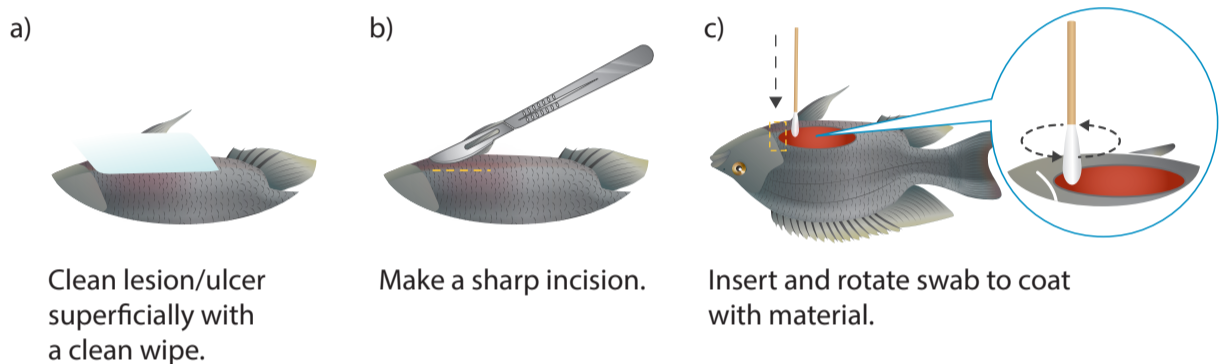 a)
Clean lesion/ulcer
superficially with
a clean wipe.
b)
Make a sharp incision.
c)
Insert and rotate swab to coat
with material.